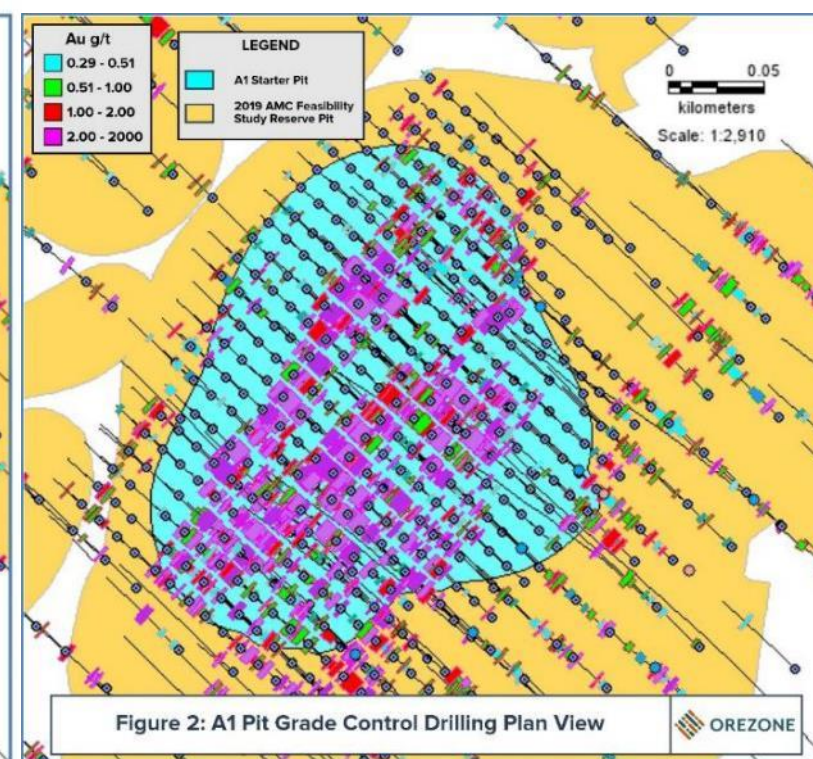 Au g/t
0.29 - 0.51
0.51 - 1.00
1.00 - 2.00
2.00 - 2000
LEGEND
A1 Starter Pit
2019 AMC Feasibility
Study Reserve Pit
0 0.05
kilometers
Scale: 1:2,910
Figure 2: A1 Pit Grade Control Drilling Plan View
OREZONE